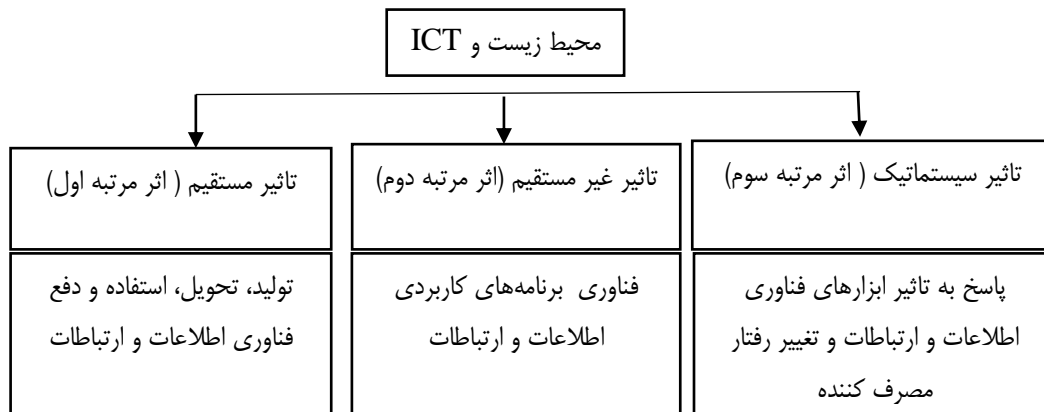 محیط زیست و ICT
تاثیر سیستماتیک ( اثر مرتبه سوم)
پاسخ به تاثیر ابزارهای فناوری
اطلاعات و ارتباطات و تغییر رفتار
مصرف کننده
تاثیر غیر مستقیم (اثر مرتبه دوم)
فناوری برنامه‌های کاربردی
اطلاعات و ارتباطات
تاثیر مستقیم ( اثر مرتبه اول)
تولید، تحویل، استفاده و دفع
فناوری اطلاعات و ارتباطات